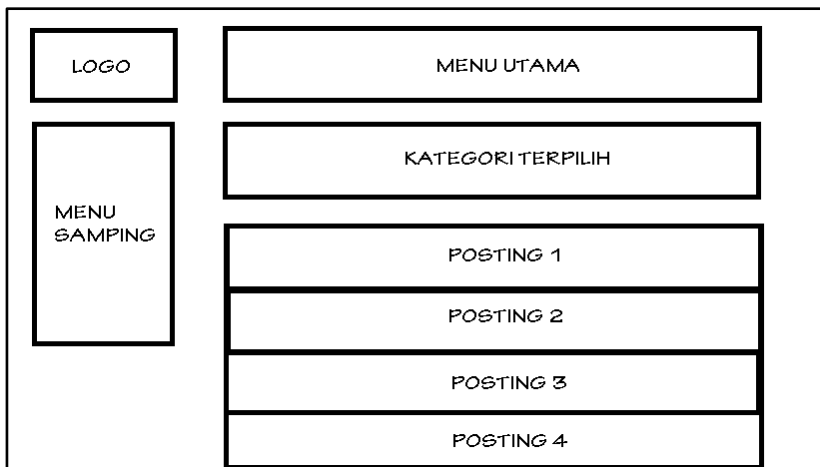 LOGO
MENU UTAMA
KATEGORI TERPILIH
MENU
SAMPING
POSTING 1
POSTING 2
POSTING 3
POSTING 4